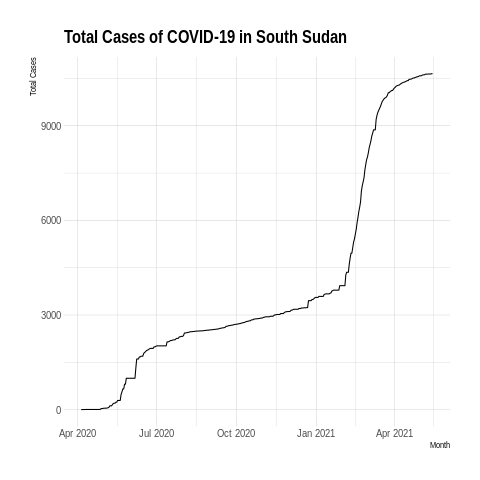 Total Cases of COVID-19 in South Sudan
Total Cases
9000
6000
3000
0
Apr 2020 Jul 2020 Oct 2020 Jan 2021 Apr 2021
Month